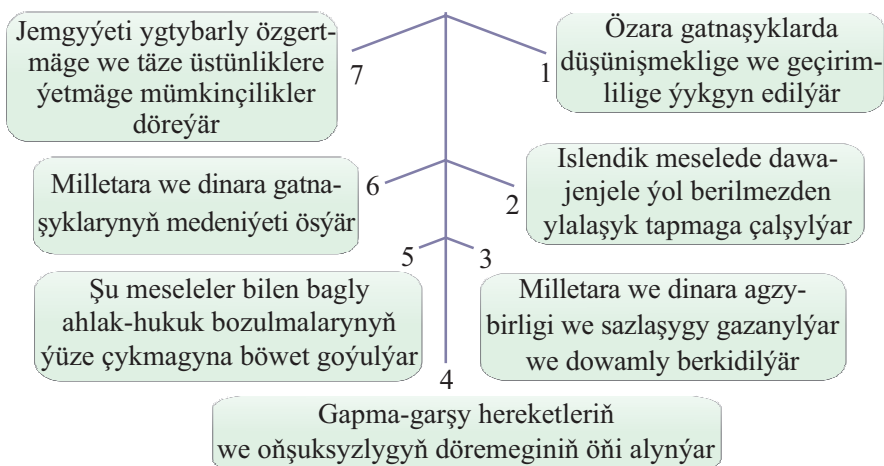 Jemgyýeti ygtybarly özgert-
mäge we täze üstünliklere
ýetmäge mümkinçilikler
döreýär
7
1
Özara gatnaşyklarda
düşünişmeklige we geçirim-
lilige ýykgyn edilýär
Milletara we dinara gatna-
şyklarynyň medeniýeti ösýär
6
2
Islendik meselede dawa-
jenjele ýol berilmezden
ylalaşyk tapmaga çalşylýar
5
3
Şu meseleler bilen bagly
ahlak-hukuk bozulmalarynyň
ýüze çykmagyna böwet goýulýar
Milletara we dinara agzy-
birligi we sazlaşygy gazanylýar
we dowamly berkidilýär
4
Gapma-garşy hereketleriň
we oňşuksyzlygyň döremeginiň öňi alynýar